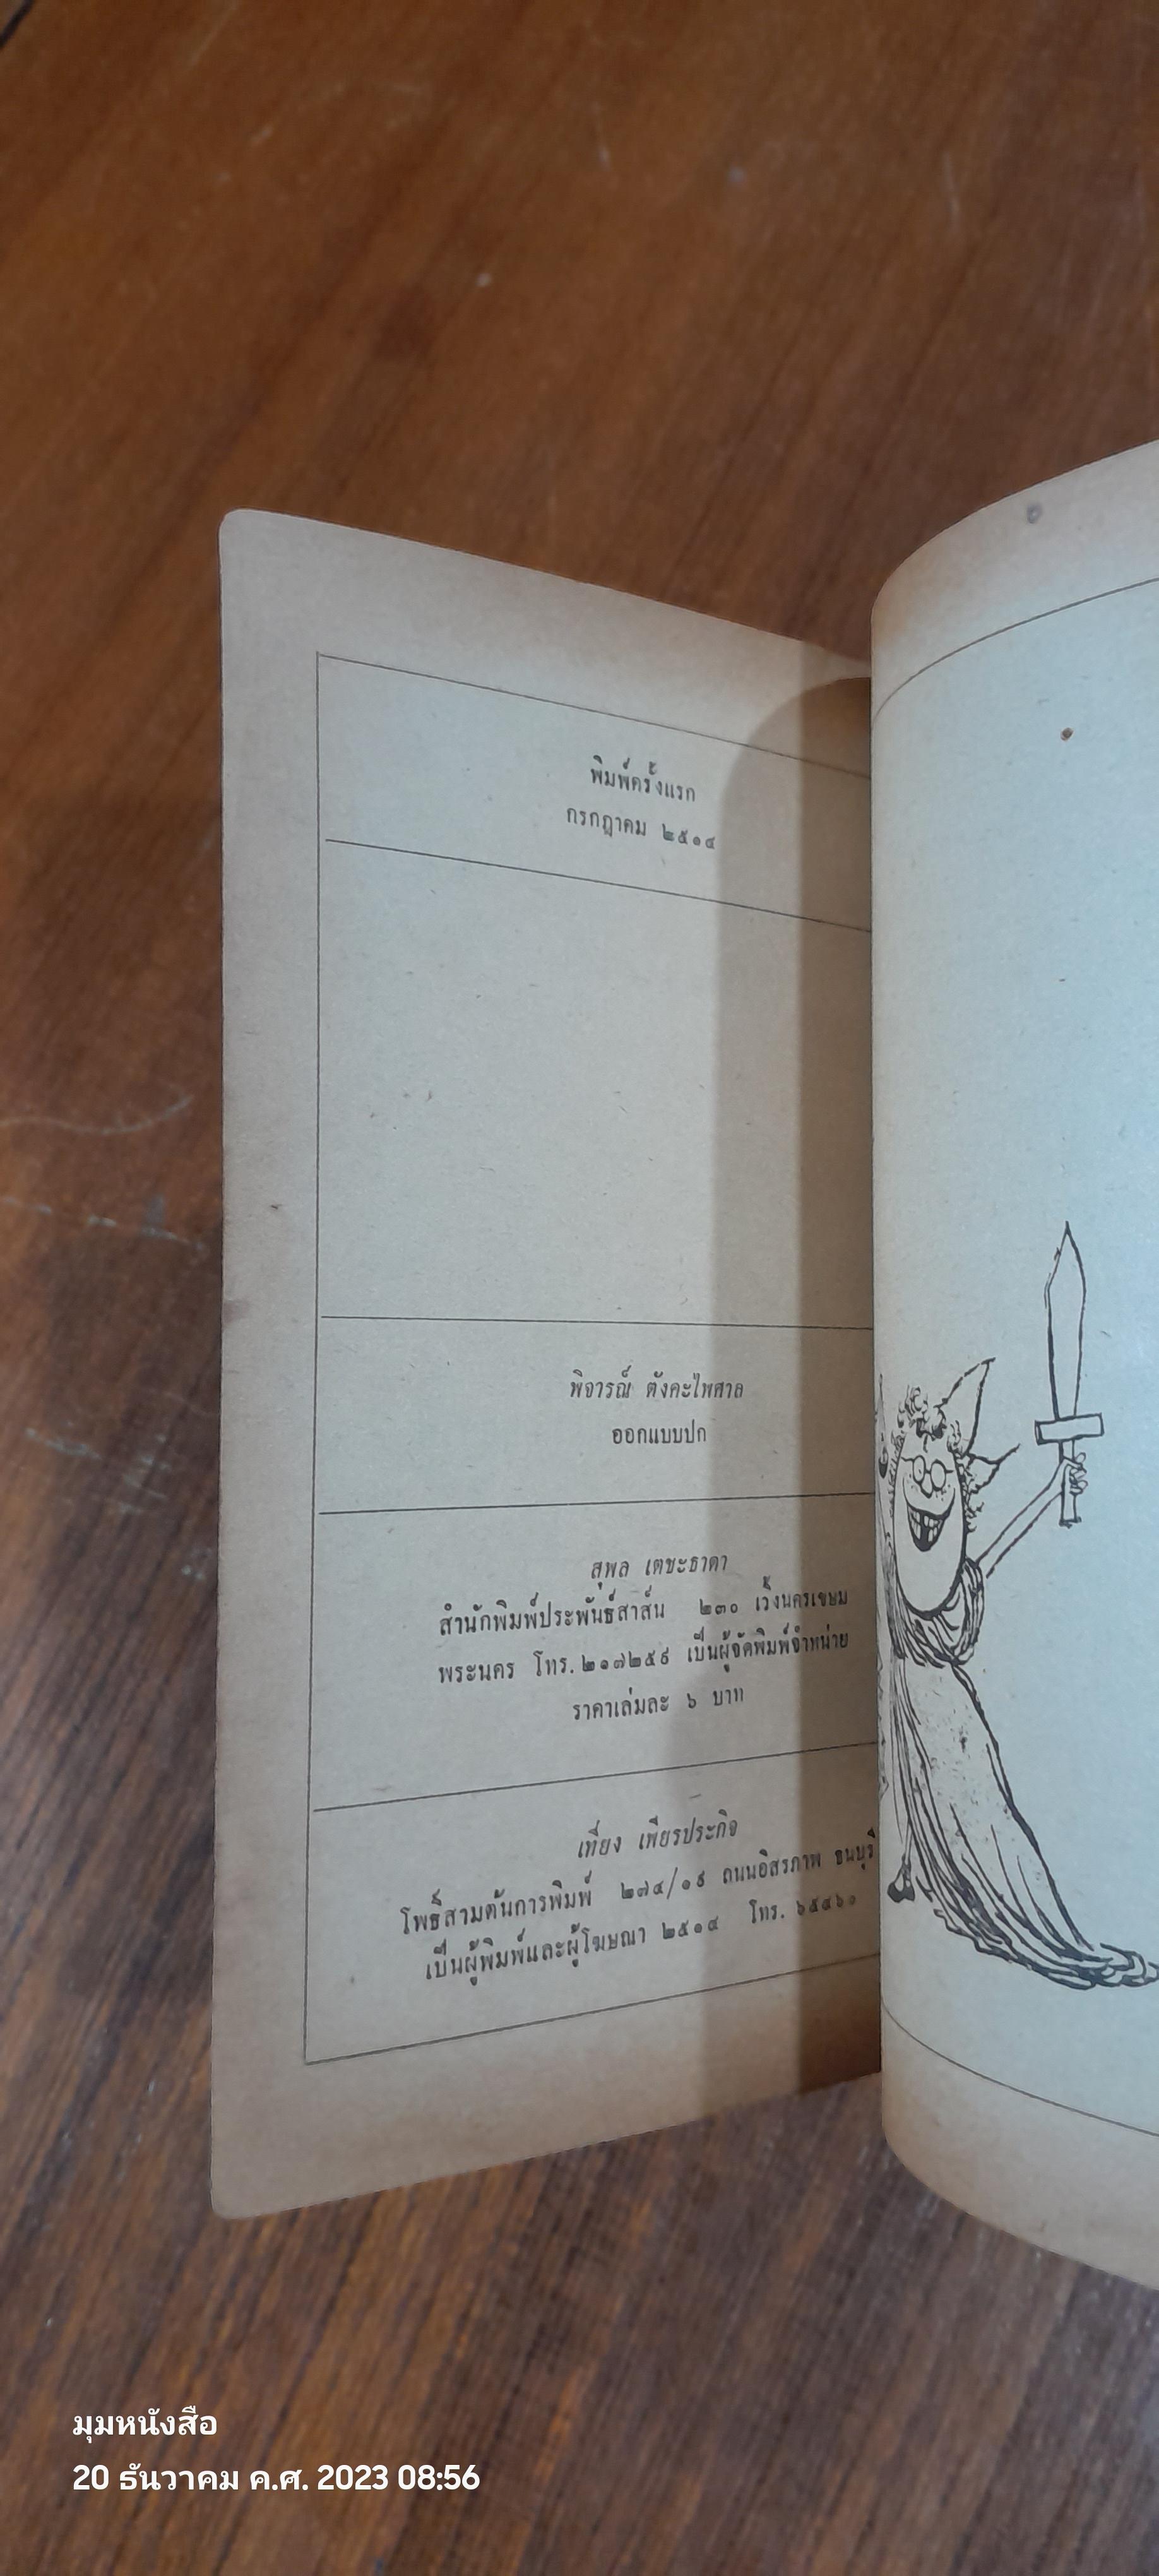 พิมพ์ครั้งแรก
กรกฎาคม ๒๕๑๔
พิจารณ์ ตังคะไพศาล
ออกแบบปก
สุพล เตชะธาดา
สำนักพิมพ์ประพันธ์สาส์น ๒๓๐ เวิ้งนครเขษม
พระนคร โทร. ๒๑๗๒๕๙ เป็นผู้จัดพิมพ์จำหน่าย
ราคาเล่มละ ๖ บาท
เที่ยง เพียรประกิจ
โพธิ์สามต้นการพิมพ์ ๒๗๔/๑๙ ถนนอิสรภาพ ธนบุรี
เป็นผู้พิมพ์และผู้โฆษณา ๒๕๑๔ โทร. ๖๕๔๖๐
มุมหนังสือ
20 ธันวาคม ค.ศ. 2023 08:56